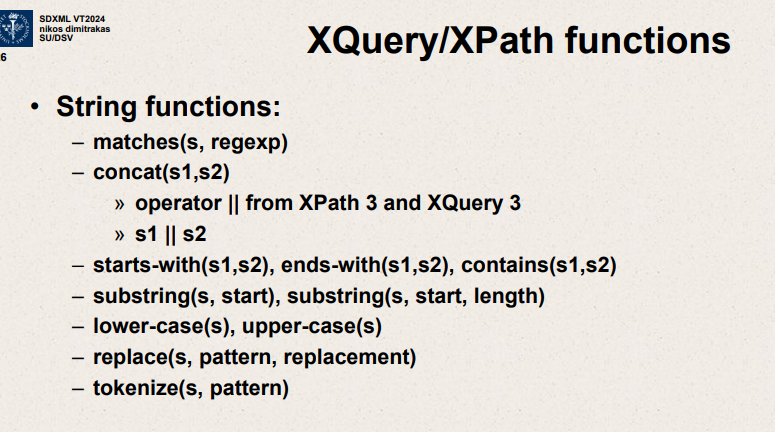 SDXML VT2024
nikos dimitrakas
SU/DSV
6
XQuery/XPath functions
• String functions:
– matches(s, regexp)
– concat(s1,s2)
» operator || from XPath 3 and XQuery 3
» s1 || s2
– starts-with(s1,s2), ends-with(s1,s2), contains(s1,s2)
– substring(s, start), substring(s, start, length)
– lower-case(s), upper-case(s)
– replace(s, pattern, replacement)
– tokenize(s, pattern)